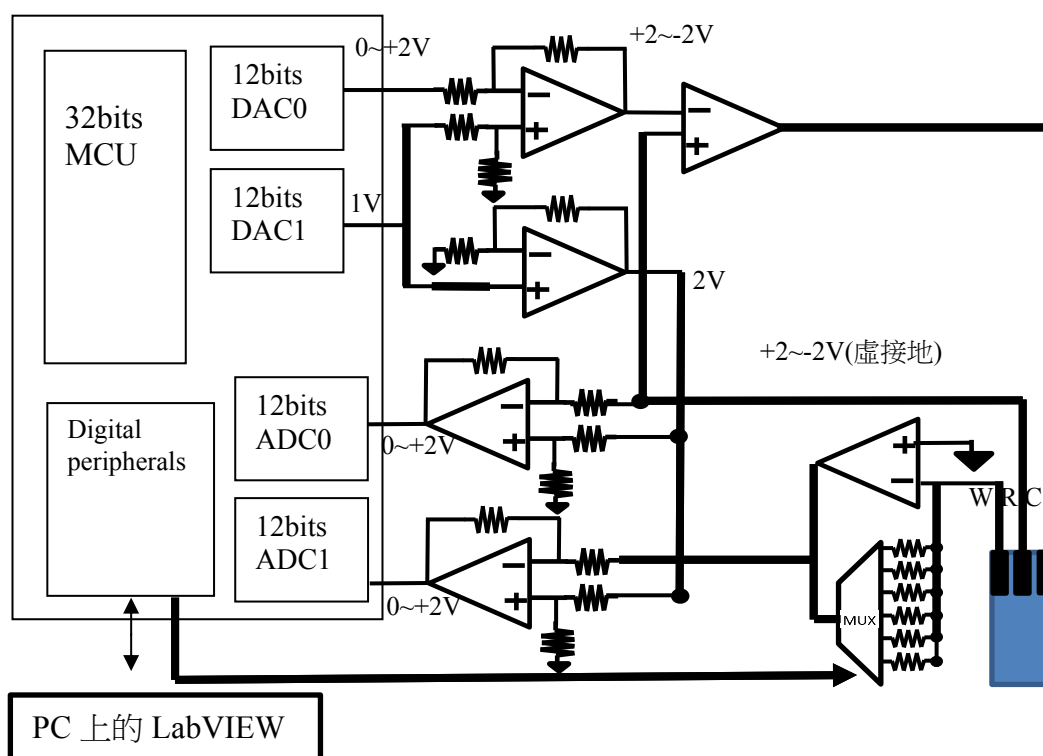 0~+2V
+2~-2V
12bits
DAC0
32bits
MCU
12bits
DAC1
1V
2V
+2~-2V(虛接地)
12bits
ADC0
0~+2V
Digital
peripherals
W R C
12bits
ADC1
0~+2V
MUX
PC 上的 LabVIEW